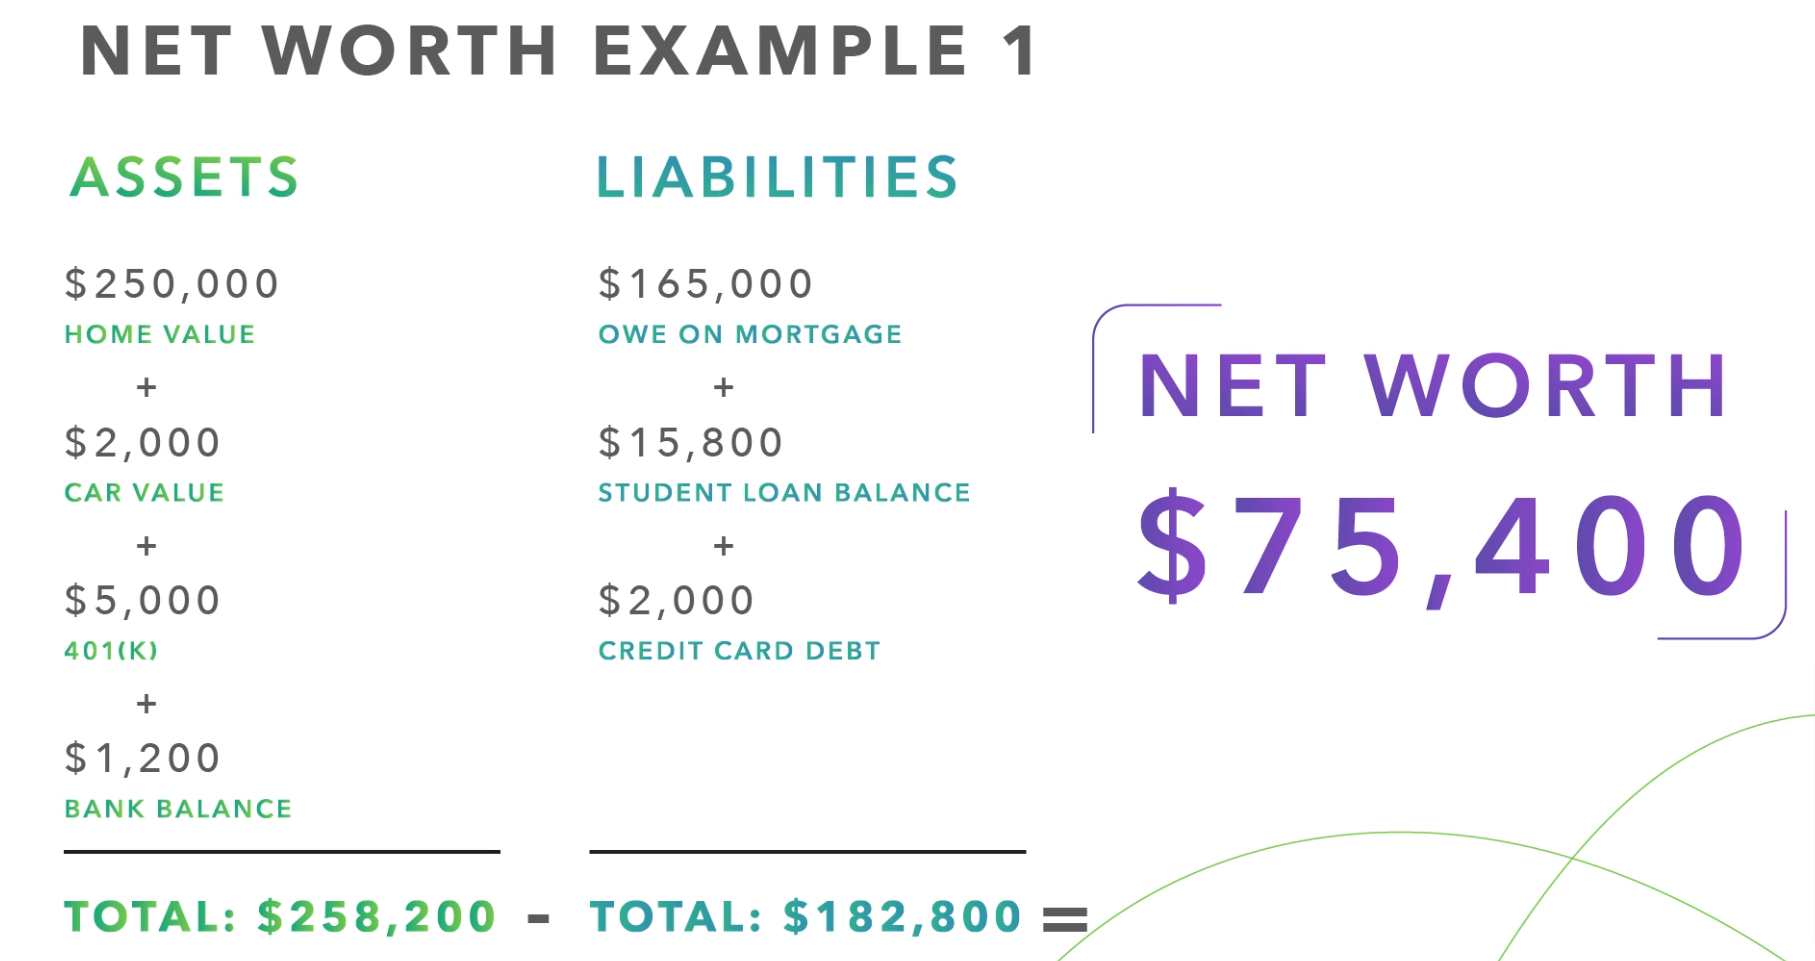 NET WORTH EXAMPLE 1
ASSETS
$250,000
HOME VALUE
+
$2,000
CAR VALUE
+
$5,000
401(K)
+
$1,200
BANK BALANCE
TOTAL: $258,200
-
LIABILITIES
$165,000
OWE ON MORTGAGE
+
$15,800
STUDENT LOAN BALANCE
+
$2,000
CREDIT CARD DEBT
TOTAL: $182,800
=
NET WORTH
$75,400